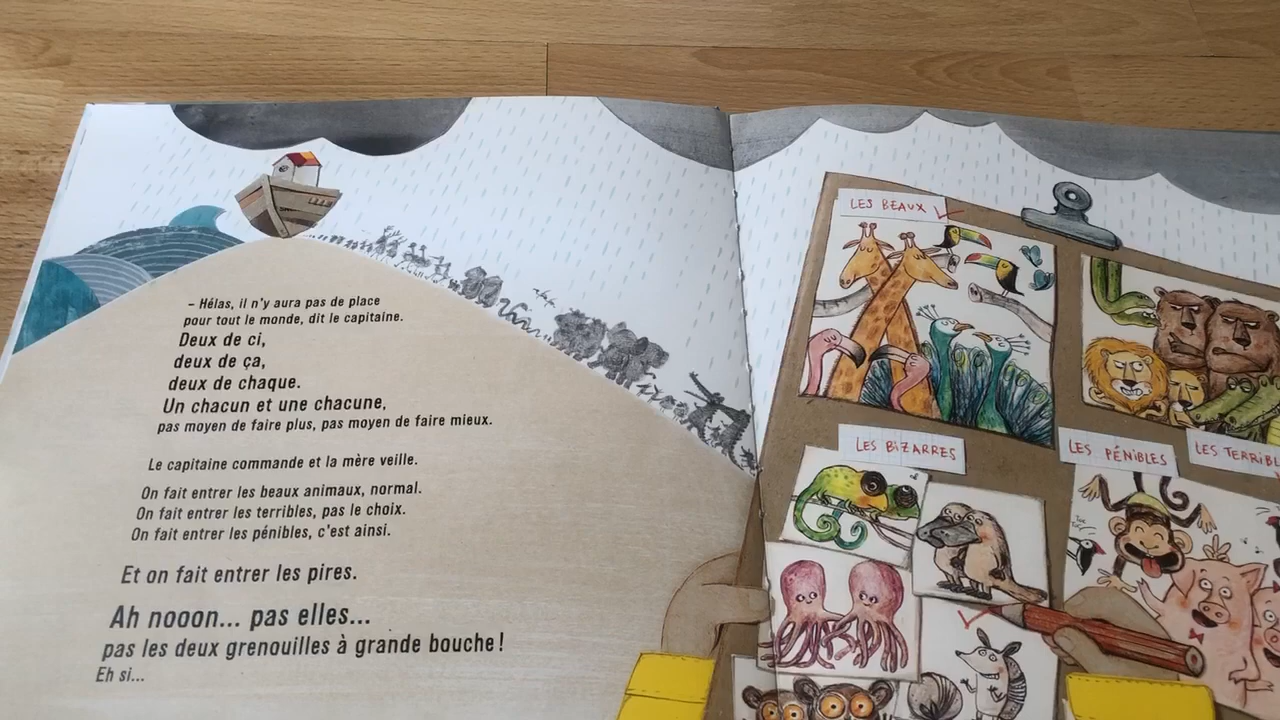 – Hélas, il n'y aura pas de place
pour tout le monde, dit le capitaine.
Deux de ci,
deux de ça,
deux de chaque.
Un chacun et une chacune,
pas moyen de faire plus, pas moyen de faire mieux.
Le capitaine commande et la mère veille.
On fait entrer les beaux animaux, normal.
On fait entrer les terribles, pas le choix.
On fait entrer les pénibles, c'est ainsi.
Et on fait entrer les pires.
Ah nooon... pas elles...
pas les deux grenouilles à grande bouche !
Eh si...
LES BEAUX
LES BIZARRES
LES PÉNIBLES
LES TERRIBL